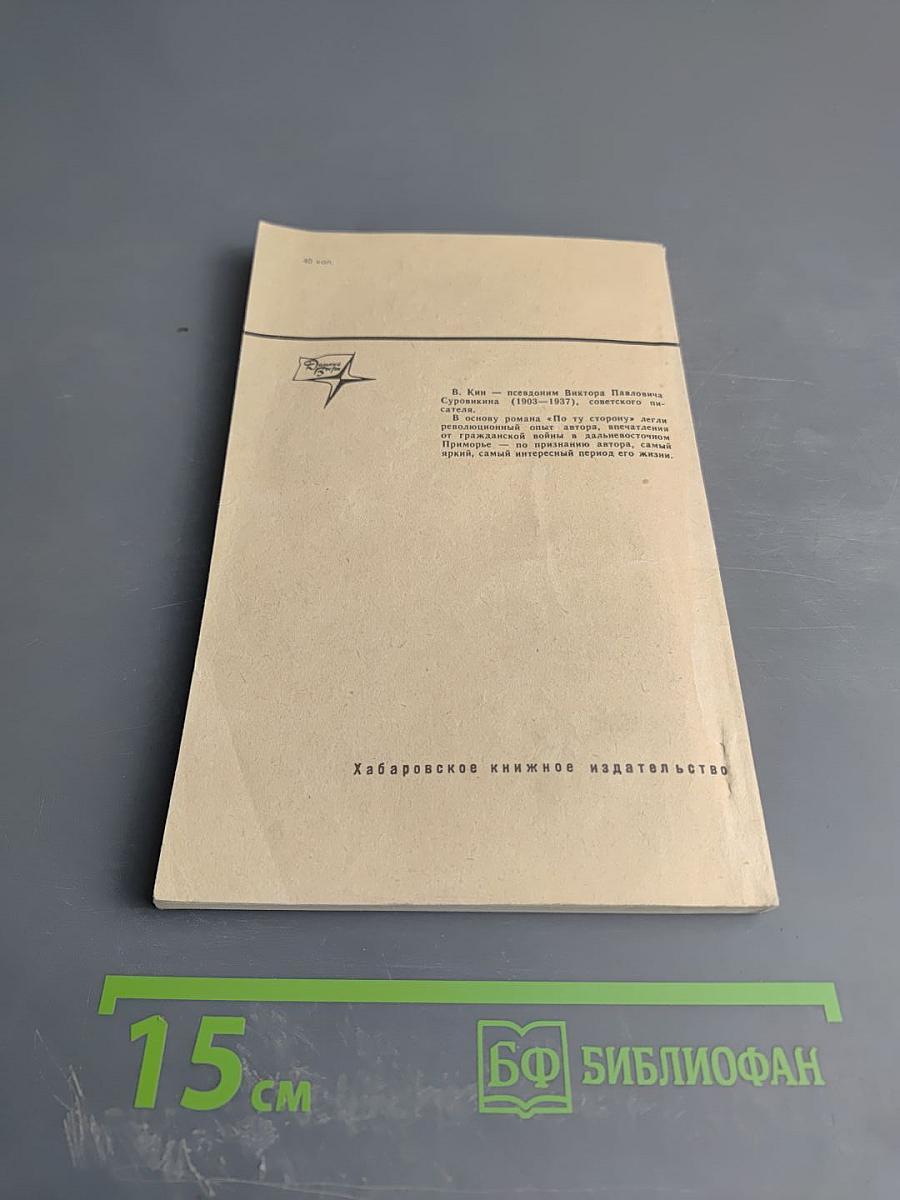 45 коп.
В. Кин — псевдоним Виктора Павловича
Суровикина (1903—1937), советского пи-
сателя.
В основу романа «По ту сторону» легли
революционный опыт автора, впечатления
от гражданской войны в дальневосточном
Приморье — по признанию автора, самый
яркий, самый интересный период его жизни.
Хабаровское книжное издательство
15 см
БФ БИБЛИОФАН